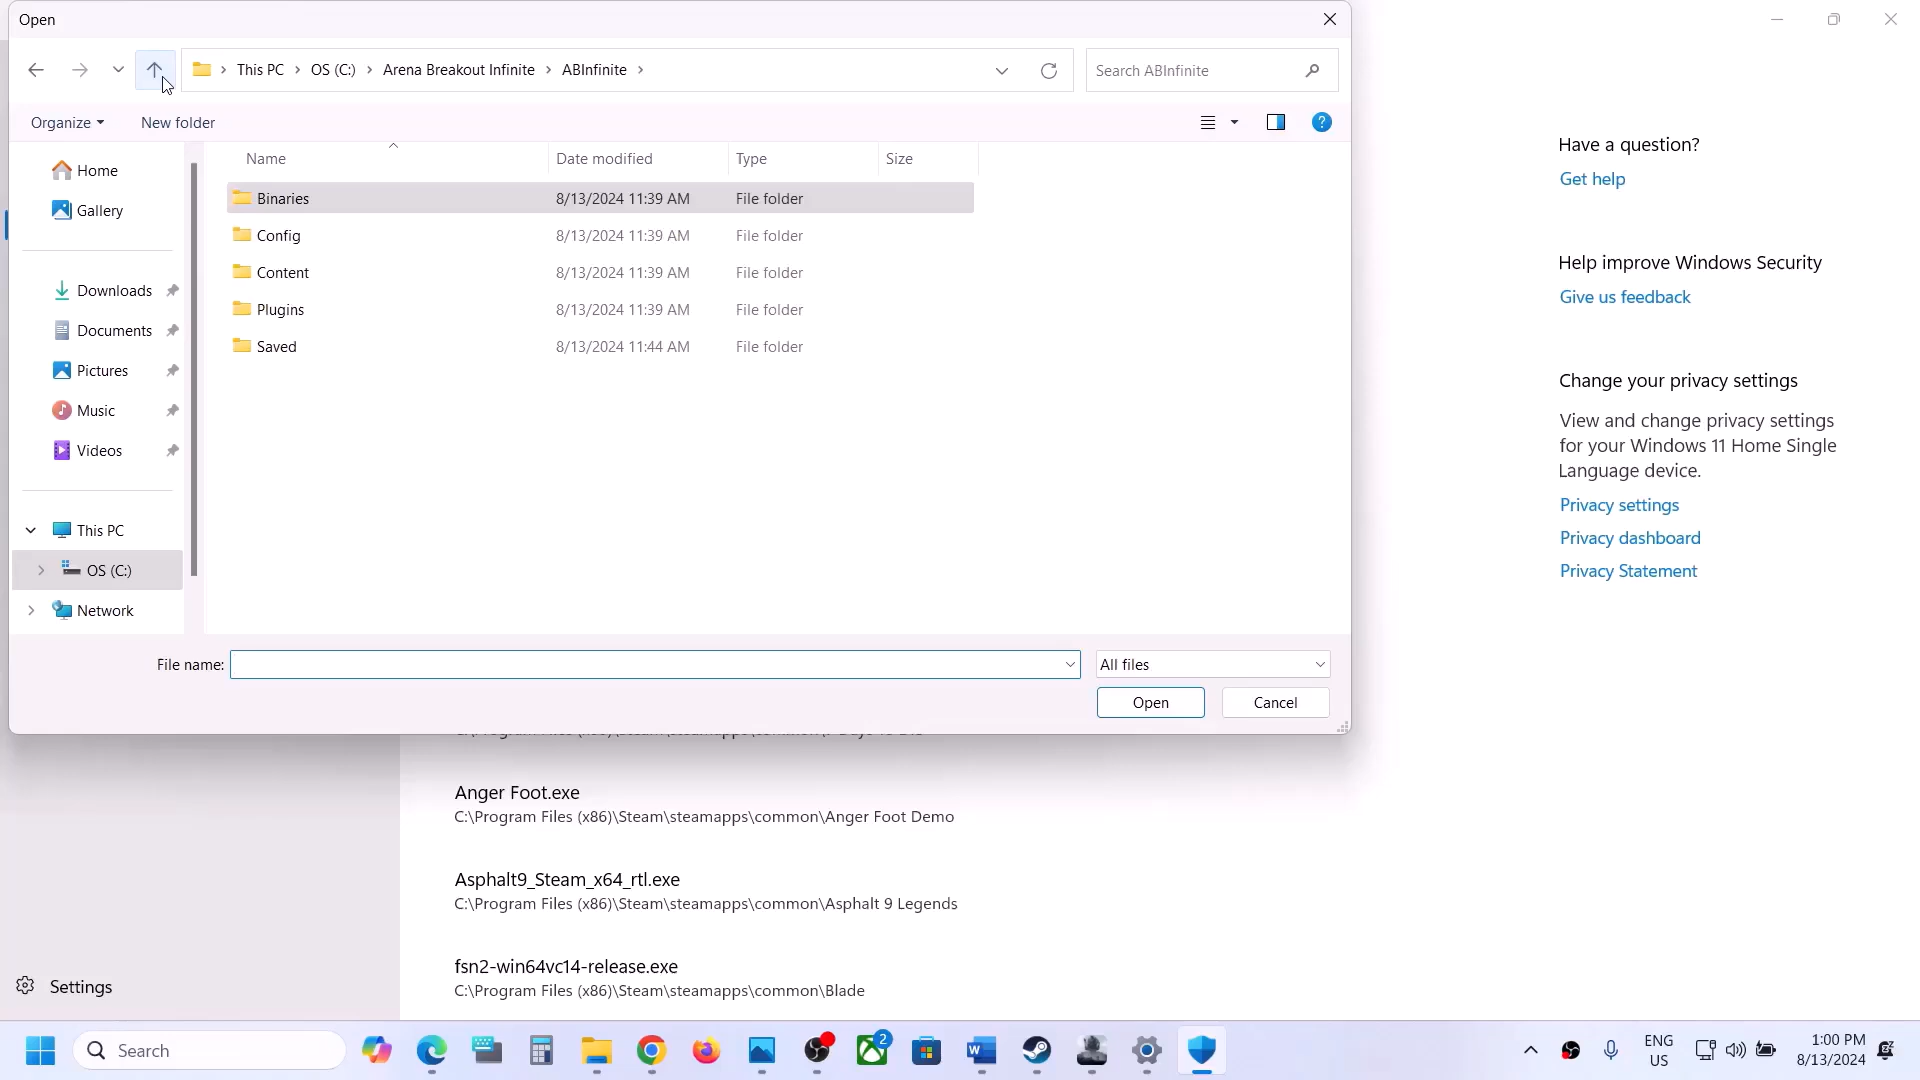 Open
This PC > OS (C:) > Arena Breakout Infinite > ABInfinite >
Search ABInfinite
Organize
New folder
Name
Date modified
Type
Size
Home
Gallery
Downloads
Documents
Pictures
Music
Videos
This PC
OS (C:)
Network
Binaries 8/13/2024 11:39 AM File folder
Config 8/13/2024 11:39 AM File folder
Content 8/13/2024 11:39 AM File folder
Plugins 8/13/2024 11:39 AM File folder
Saved 8/13/2024 11:44 AM File folder
File name:
All files
Open
Cancel
Have a question?
Get help
Help improve Windows Security
Give us feedback
Change your privacy settings
View and change privacy settings
for your Windows 11 Home Single
Language device.
Privacy settings
Privacy dashboard
Privacy Statement
Anger Foot.exe
C:\Program Files (x86)\Steam\steamapps\common\Anger Foot Demo
Asphalt9_Steam_x64_rtl.exe
C:\Program Files (x86)\Steam\steamapps\common\Asphalt 9 Legends
fsn2-win64vc14-release.exe
C:\Program Files (x86)\Steam\steamapps\common\Blade
Settings
Search
2
ENG
US
1:00 PM
8/13/2024